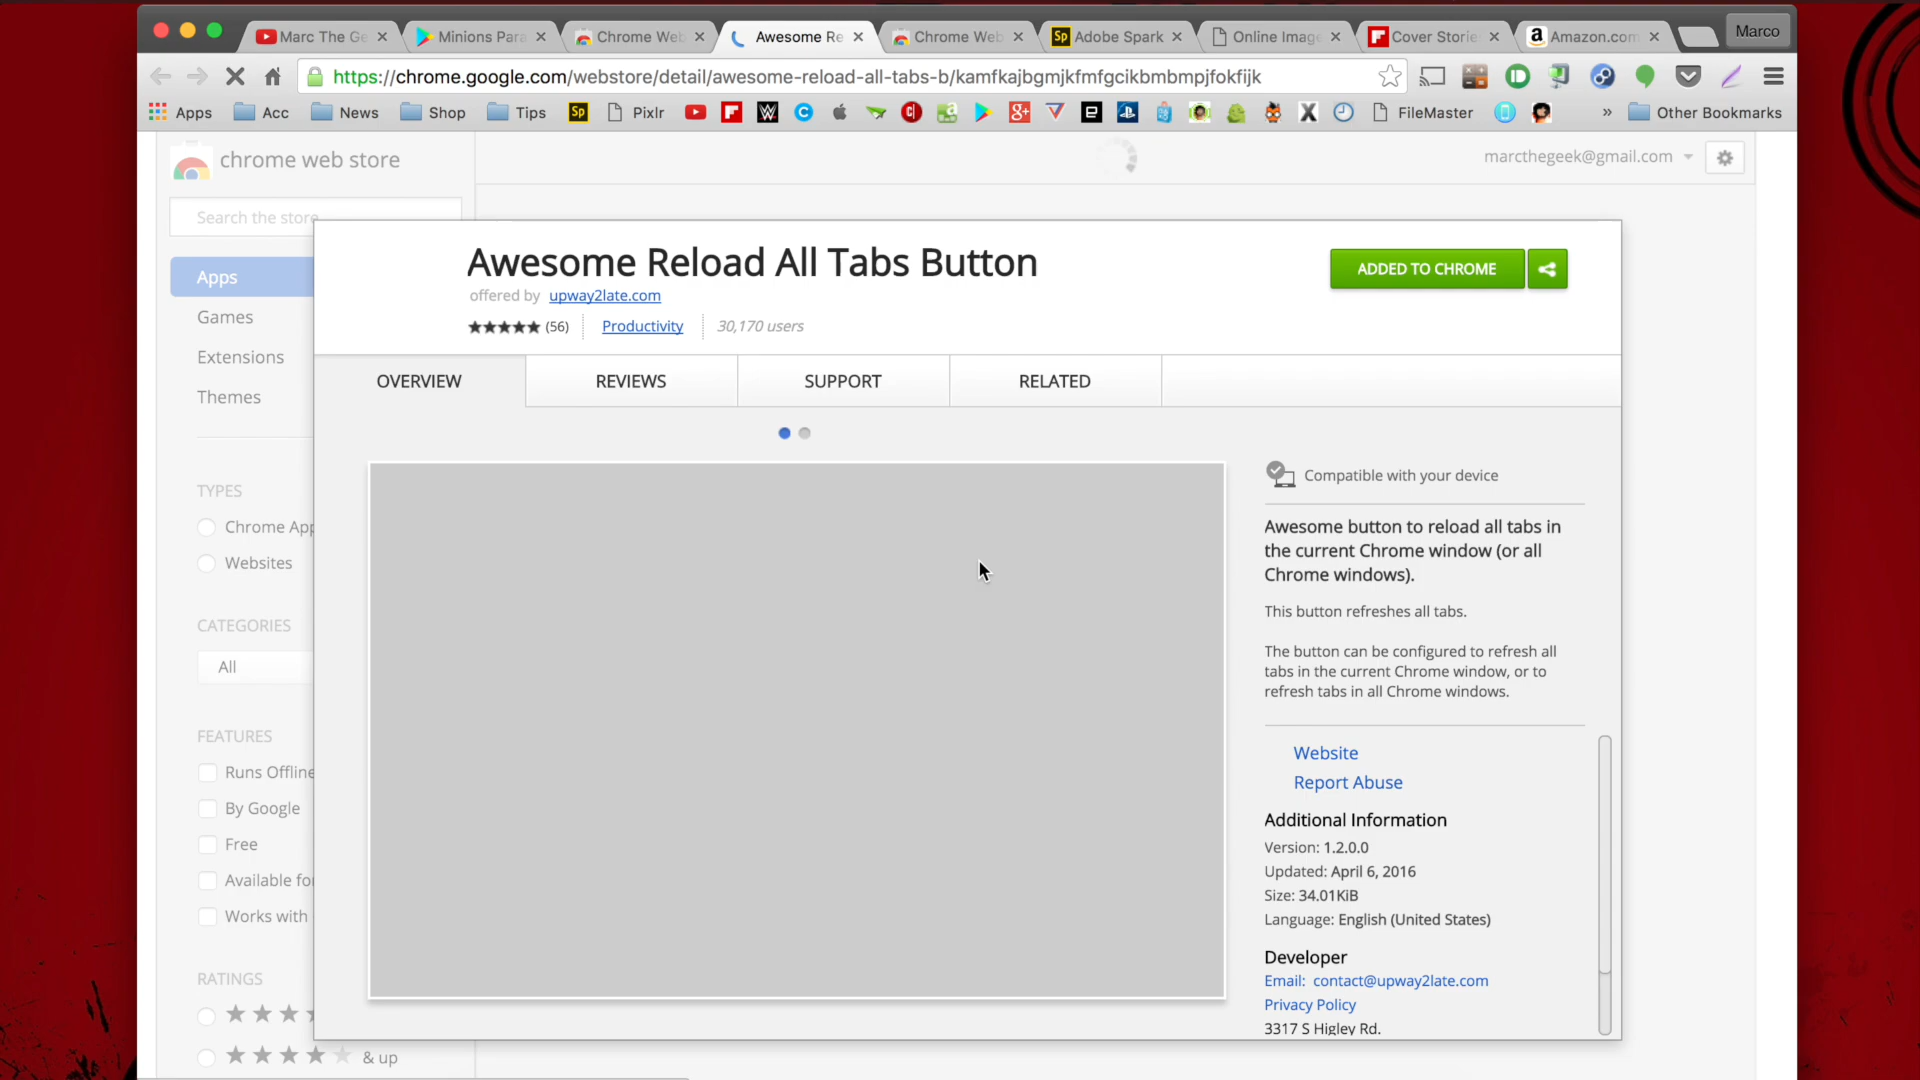 Marc The Ge
Minions Para
Chrome Web
Awesome Re
Chrome Web
Sp Adobe Spark
Online Image
Cover Storie
a Amazon.com
Marco
https://chrome.google.com/webstore/detail/awesome-reload-all-tabs-b/kamfkajbgmjkfmfgcikbmbmpjfokfijk
Apps
Acc
News
Shop
Tips
Sp
Pixlr
FileMaster
»
Other Bookmarks
chrome web store
marcthegeek@gmail.com
Search the store
Apps
Games
Extensions
Themes
TYPES
Chrome App
Websites
CATEGORIES
All
FEATURES
Runs Offline
By Google
Free
Available fo
Works with
RATINGS
& up
Awesome Reload All Tabs Button
offered by upway2late.com
(56) Productivity 30,170 users
ADDED TO CHROME
OVERVIEW REVIEWS SUPPORT RELATED
Compatible with your device
Awesome button to reload all tabs in
the current Chrome window (or all
Chrome windows).
This button refreshes all tabs.
The button can be configured to refresh all
tabs in the current Chrome window, or to
refresh tabs in all Chrome windows.
Website
Report Abuse
Additional Information
Version: 1.2.0.0
Updated: April 6, 2016
Size: 34.01KiB
Language: English (United States)
Developer
Email: contact@upway2late.com
Privacy Policy
3317 S Higley Rd.